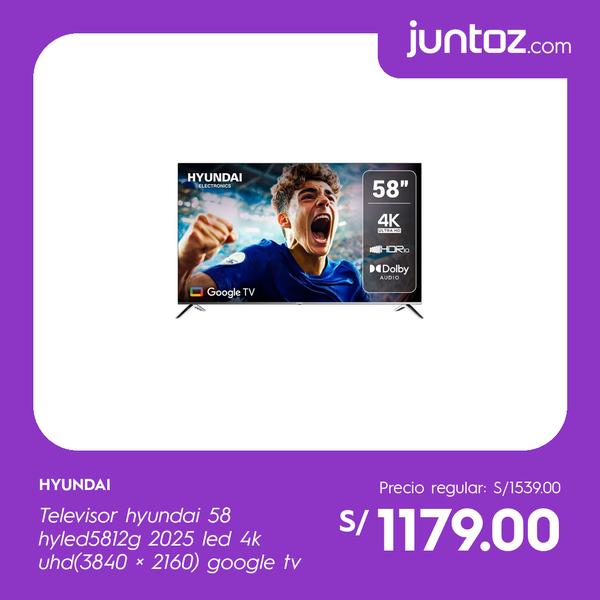 juntoz.com
HYUNDAI
ELECTRONICS
58"
4K
ULTRA HD
HDR10
Dolby
AUDIO
Google TV
HYUNDAI
Televisor hyundai 58
hyled5812g 2025 led 4k
uhd(3840 × 2160) google tv
Precio regular: S/1539.00
S/1179.00